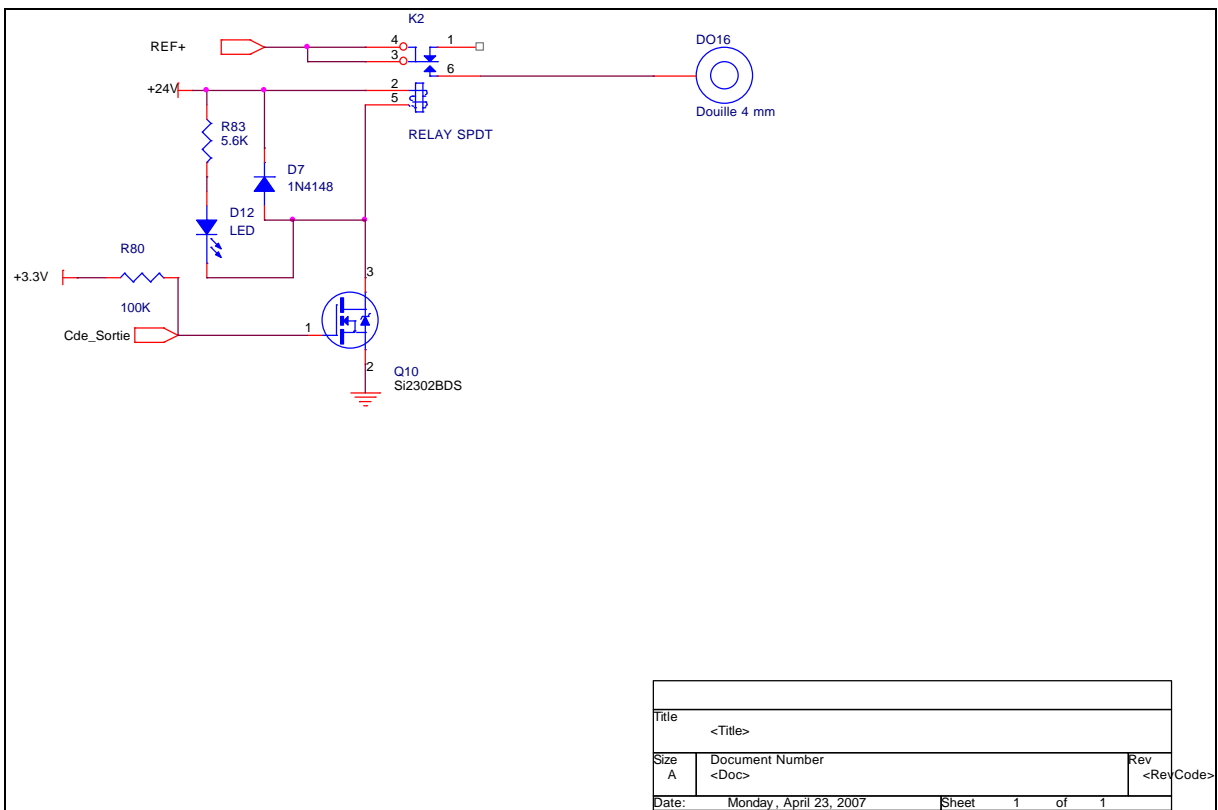 K2
REF+
4
1
3
6
DO16
Douille 4 mm
+24V
2
5
RELAY SPDT
R83
5.6K
D7
1N4148
D12
LED
R80
+3.3V
100K
3
Cde_Sortie
1
2
Q10
Si2302BDS
Title
<Title>
Size
Document Number
Rev
A
<Doc>
<RevCode>
Date:
Monday, April 23, 2007
Sheet
1
of
1